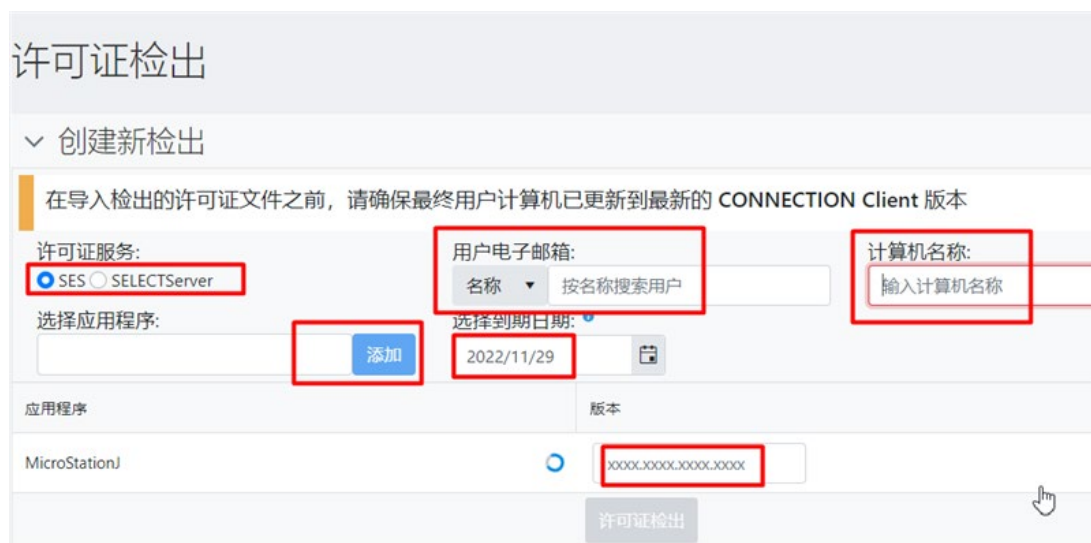 许可证检出
创建新检出
在导入检出的许可证文件之前，请确保最终用户计算机已更新到最新的 CONNECTION Client 版本
许可证服务: 用户电子邮箱: 计算机名称:
SES SELECTServer 名称 按名称搜索用户 输入计算机名称
选择应用程序: 选择到期日期:
添加 2022/11/29
应用程序 版本
MicroStationJ xxxx.xxxx.xxxx.xxxx
许可证检出